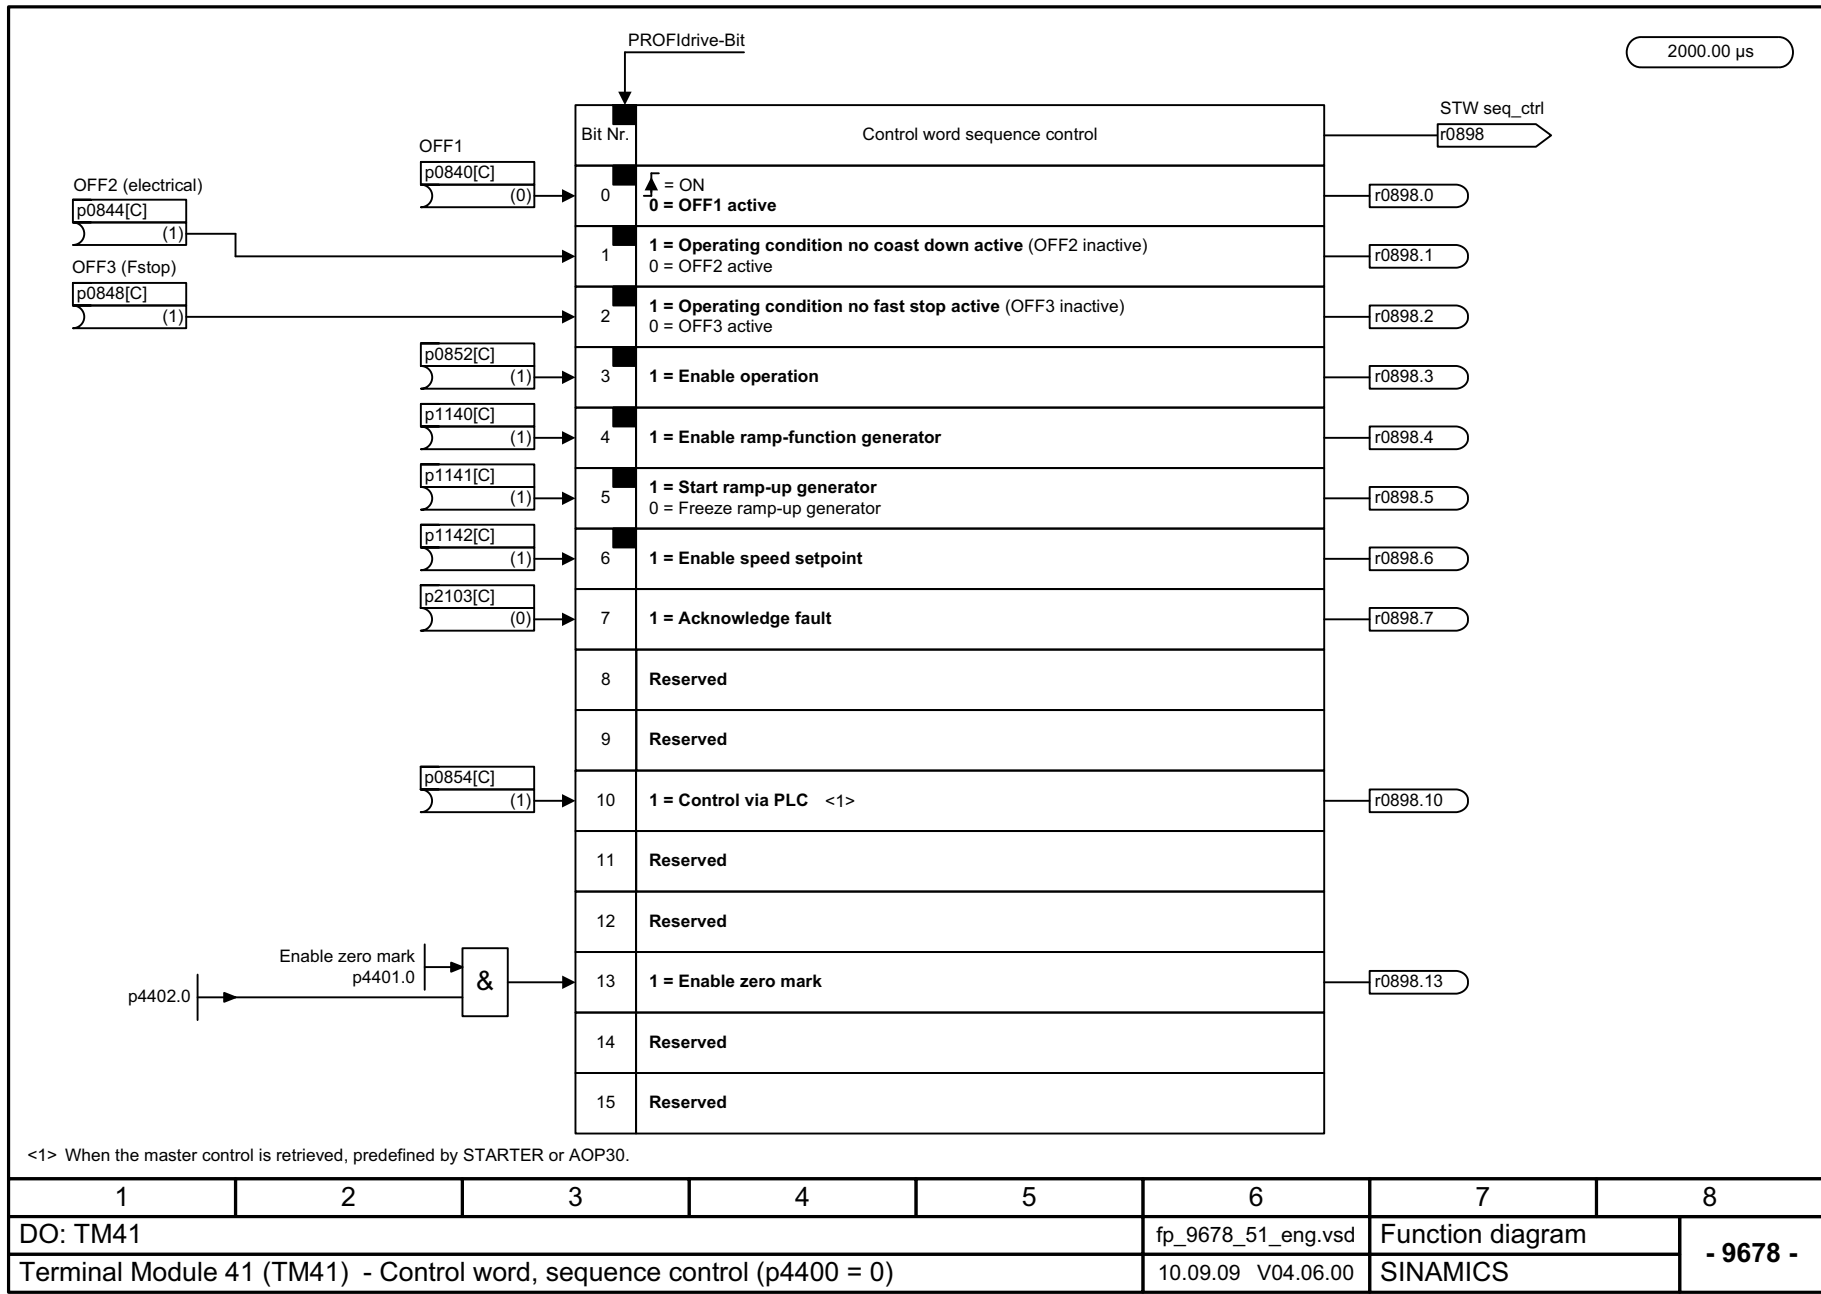 PROFIdrive-Bit
2000.00 µs
STW seq_ctrl
r0898
Bit Nr.
Control word sequence control
OFF1
p0840[C]
(0)
0
= ON
0 = OFF1 active
r0898.0
OFF2 (electrical)
p0844[C]
(1)
1
1 = Operating condition no coast down active (OFF2 inactive)
0 = OFF2 active
r0898.1
OFF3 (Fstop)
p0848[C]
(1)
2
1 = Operating condition no fast stop active (OFF3 inactive)
0 = OFF3 active
r0898.2
p0852[C]
(1)
3
1 = Enable operation
r0898.3
p1140[C]
(1)
4
1 = Enable ramp-function generator
r0898.4
p1141[C]
(1)
5
1 = Start ramp-up generator
0 = Freeze ramp-up generator
r0898.5
p1142[C]
(1)
6
1 = Enable speed setpoint
r0898.6
p2103[C]
(0)
7
1 = Acknowledge fault
r0898.7
8
Reserved
9
Reserved
p0854[C]
(1)
10
1 = Control via PLC <1>
r0898.10
11
Reserved
12
Reserved
Enable zero mark
p4401.0
p4402.0
&
13
1 = Enable zero mark
r0898.13
14
Reserved
15
Reserved
<1> When the master control is retrieved, predefined by STARTER or AOP30.
1 2 3 4 5 6 7 8
DO: TM41
fp_9678_51_eng.vsd
Function diagram
- 9678 -
Terminal Module 41 (TM41) - Control word, sequence control (p4400 = 0)
10.09.09 V04.06.00
SINAMICS